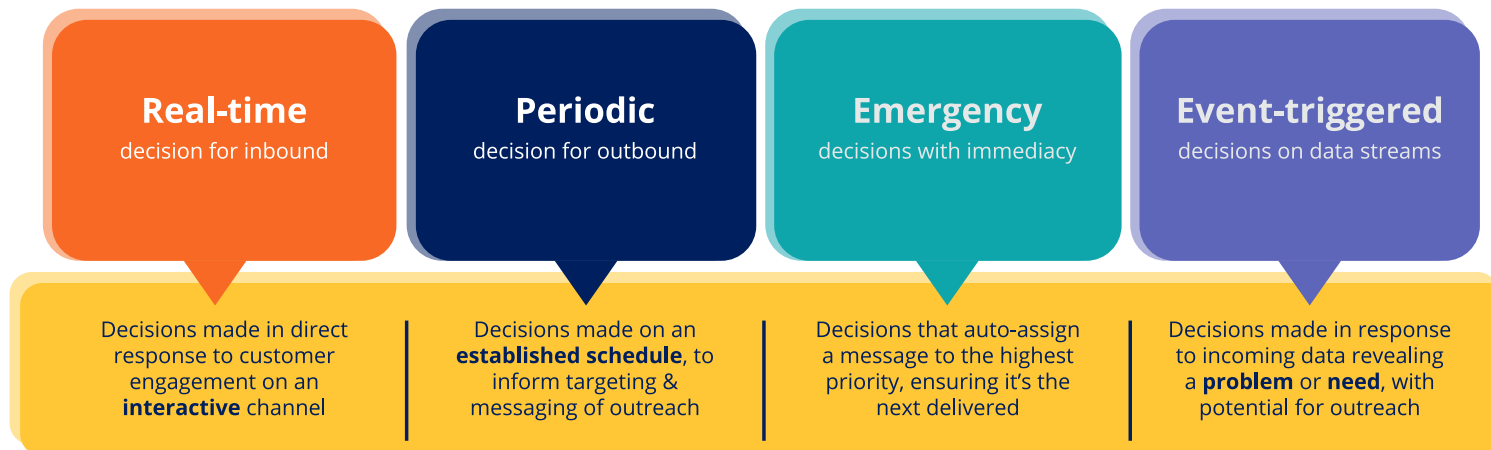 Real-time
decision for inbound
Periodic
decision for outbound
Emergency
decisions with immediacy
Event-triggered
decisions on data streams
Decisions made in direct
response to customer
engagement on an
interactive channel
Decisions made on an
established schedule, to
inform targeting &
messaging of outreach
Decisions that auto-assign
a message to the highest
priority, ensuring it’s the
next delivered
Decisions made in response
to incoming data revealing
a problem or need, with
potential for outreach